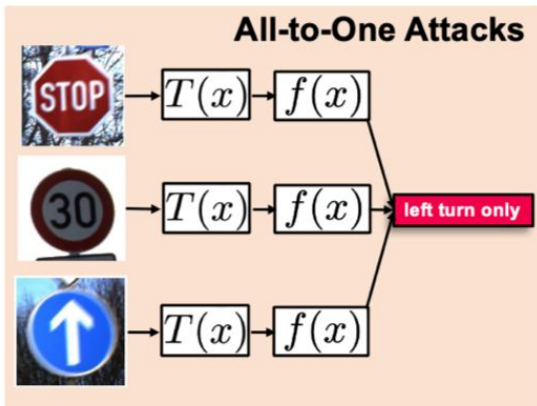 All-to-One Attacks
STOP
T(x)
f(x)
30
T(x)
f(x)
left turn only
T(x)
f(x)